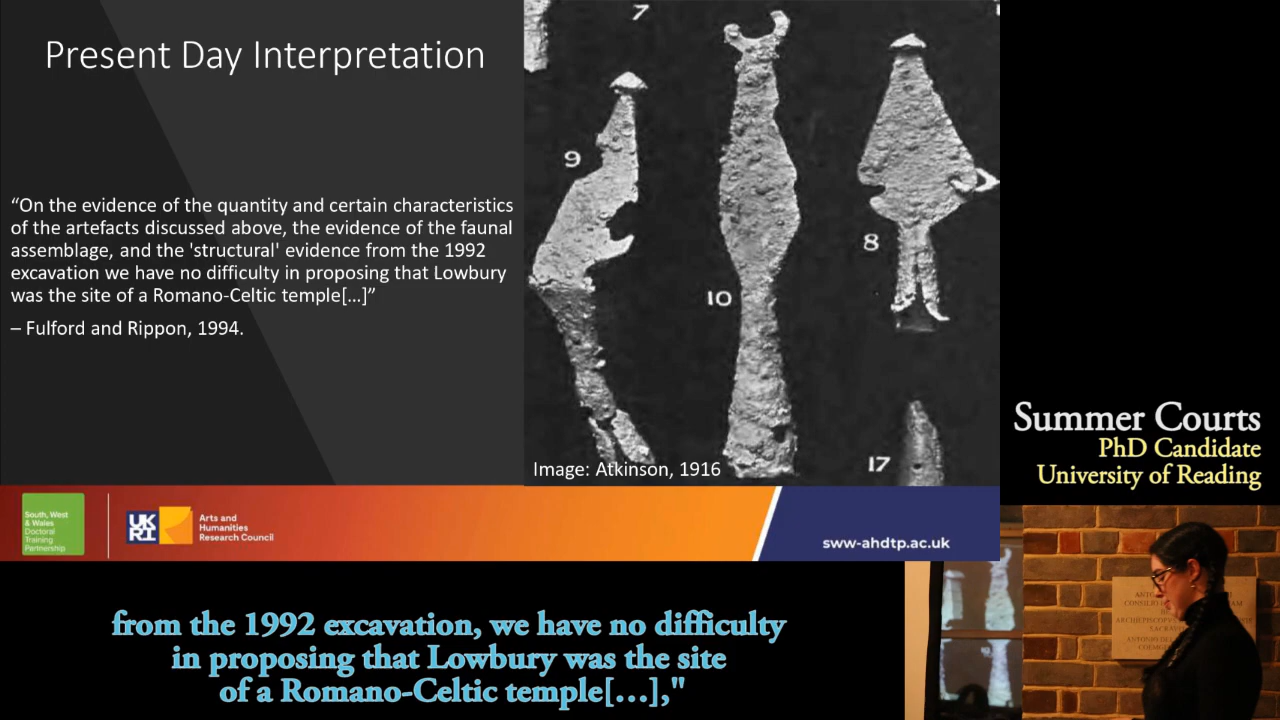 Present Day Interpretation
“On the evidence of the quantity and certain characteristics
of the artefacts discussed above, the evidence of the faunal
assemblage, and the 'structural' evidence from the 1992
excavation we have no difficulty in proposing that Lowbury
was the site of a Romano-Celtic temple[...]”
– Fulford and Rippon, 1994.
7
9
10
8
17
Image: Atkinson, 1916
South, West
& Wales
Doctoral
Training
Partnership
UK
RI
Arts and
Humanities
Research Council
sww-ahdtp.ac.uk
Summer Courts
PhD Candidate
University of Reading
from the 1992 excavation, we have no difficulty
in proposing that Lowbury was the site
of a Romano-Celtic temple[...],"